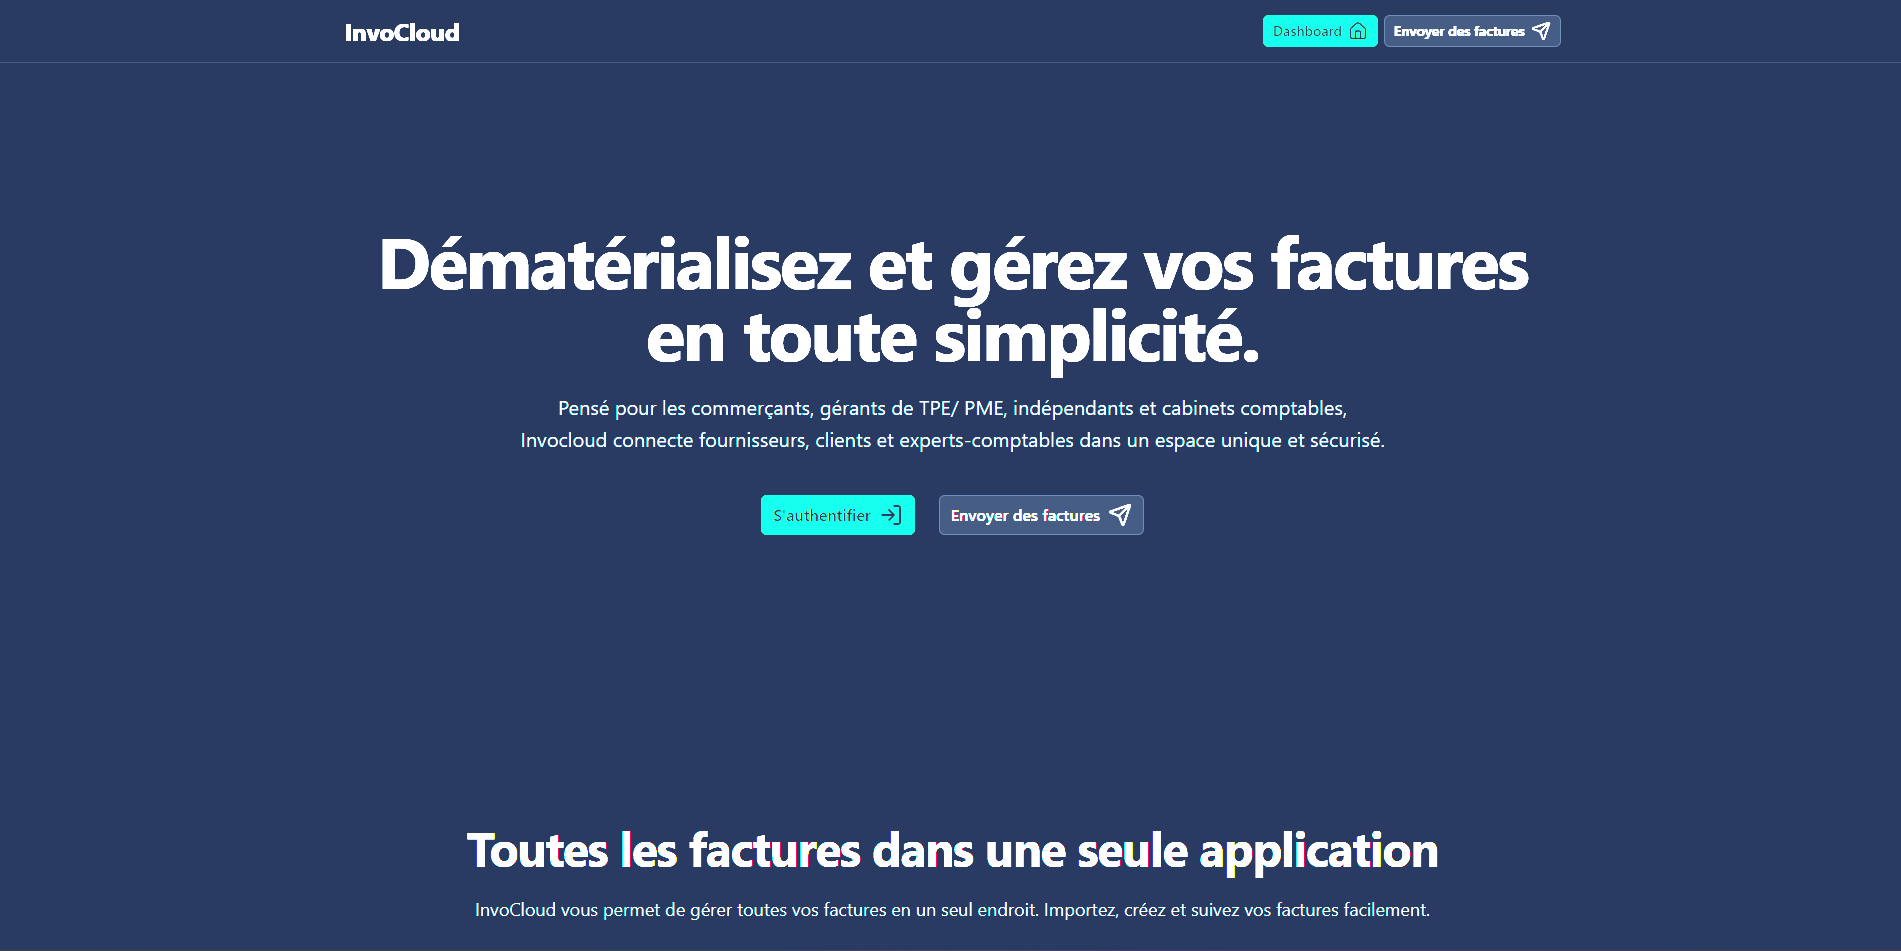 InvoCloud
Dashboard
Envoyer des factures
Dématérialisez et gérez vos factures
en toute simplicité.
Pensé pour les commerçants, gérants de TPE/ PME, indépendants et cabinets comptables,
Invocloud connecte fournisseurs, clients et experts-comptables dans un espace unique et sécurisé.
S'authentifier
Envoyer des factures
Toutes les factures dans une seule application
InvoCloud vous permet de gérer toutes vos factures en un seul endroit. Importez, créez et suivez vos factures facilement.